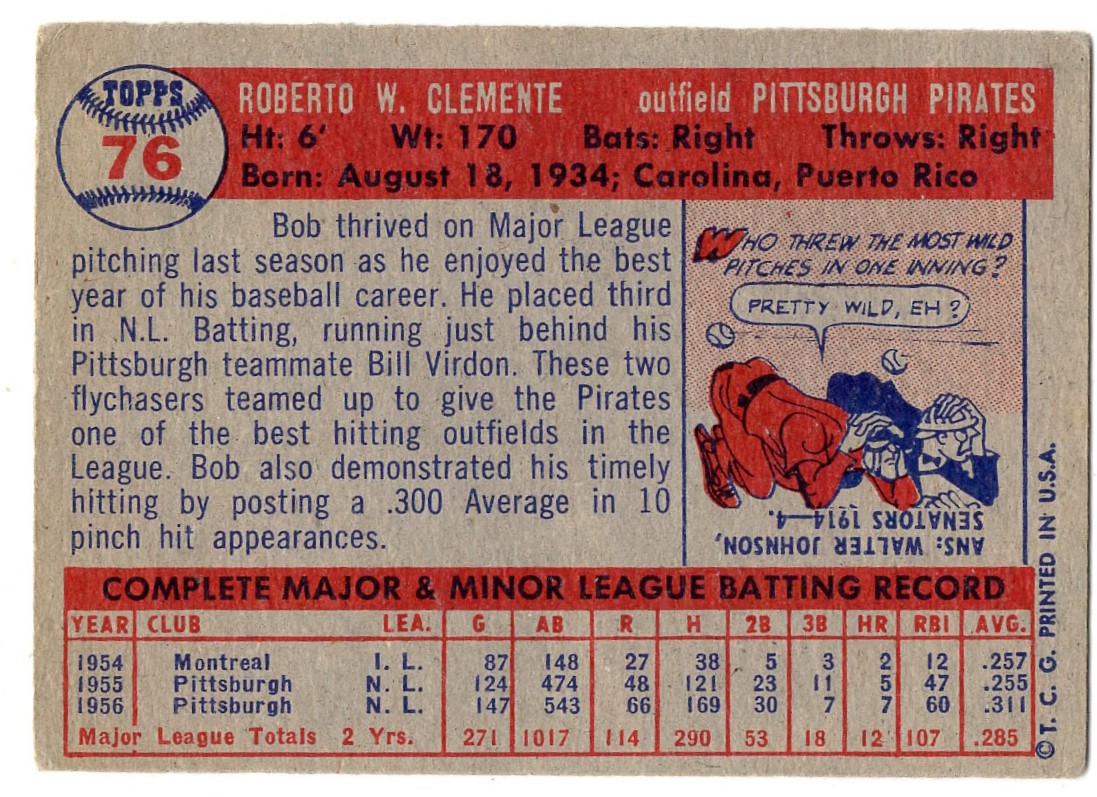 TOPPS
76
ROBERTO W. CLEMENTE outfield PITTSBURGH PIRATES
Ht: 6' Wt: 170 Bats: Right Throws: Right
Born: August 18, 1934; Carolina, Puerto Rico
Bob thrived on Major League
pitching last season as he enjoyed the best
year of his baseball career. He placed third
in N.L. Batting, running just behind his
Pittsburgh teammate Bill Virdon. These two
flychasers teamed up to give the Pirates
one of the best hitting outfields in the
League. Bob also demonstrated his timely
hitting by posting a .300 Average in 10
pinch hit appearances.
WHO THREW THE MOST WILD
PITCHES IN ONE INNING?
PRETTY WILD, EH?
ANS: WALTER JOHNSON,
SENATORS 1914—4.
COMPLETE MAJOR & MINOR LEAGUE BATTING RECORD
YEAR CLUB LEA. G AB R H 2B 3B HR RBI AVG.
1954 Montreal I. L. 87 148 27 38 5 3 2 12 .257
1955 Pittsburgh N. L. 124 474 48 121 23 11 5 47 .255
1956 Pittsburgh N. L. 147 543 66 169 30 7 7 60 .311
Major League Totals 2 Yrs. 271 1017 114 290 53 18 12 107 .285
© T. C. G. PRINTED IN U.S.A.